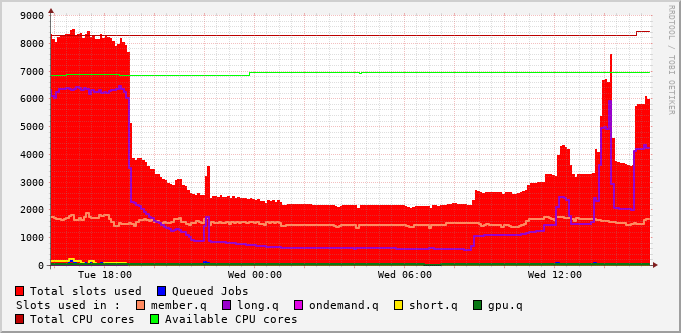 9000
8000
7000
6000
5000
4000
3000
2000
1000
0
Tue 18:00 Wed 00:00 Wed 06:00 Wed 12:00
RRDTOOL / TOBI OETIKER
Total slots used Queued Jobs
Slots used in : member.q long.q ondemand.q short.q gpu.q
Total CPU cores Available CPU cores